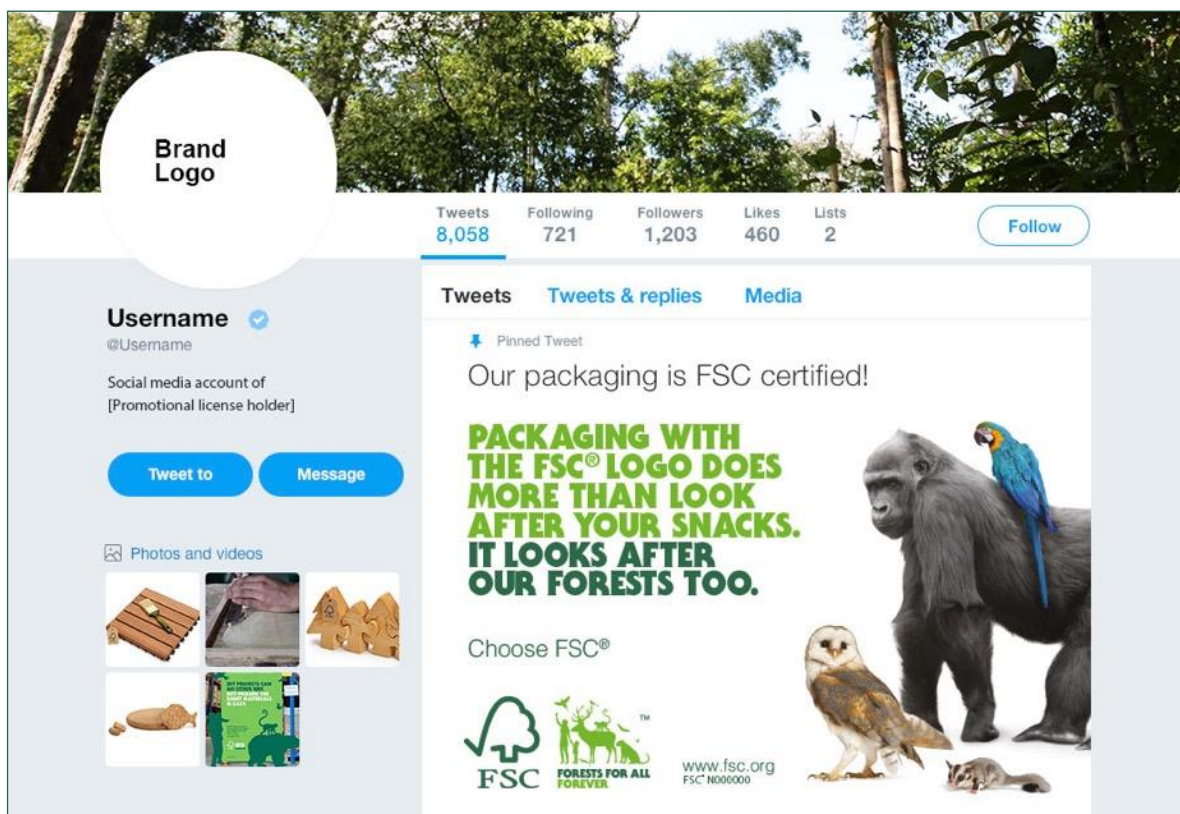 Brand
Logo
Tweets
8,058
Following
721
Followers
1,203
Likes
460
Lists
2
Follow
Username
@Username
Social media account of
[Promotional license holder]
Tweet to
Message
Photos and videos
Tweets
Tweets & replies
Media
Pinned Tweet
Our packaging is FSC certified!
PACKAGING WITH
THE FSC® LOGO DOES
MORE THAN LOOK
AFTER YOUR SNACKS.
IT LOOKS AFTER
OUR FORESTS TOO.
Choose FSC®
FSC
™
FORESTS FOR ALL
FOREVER
www.fsc.org
FSC® N000000